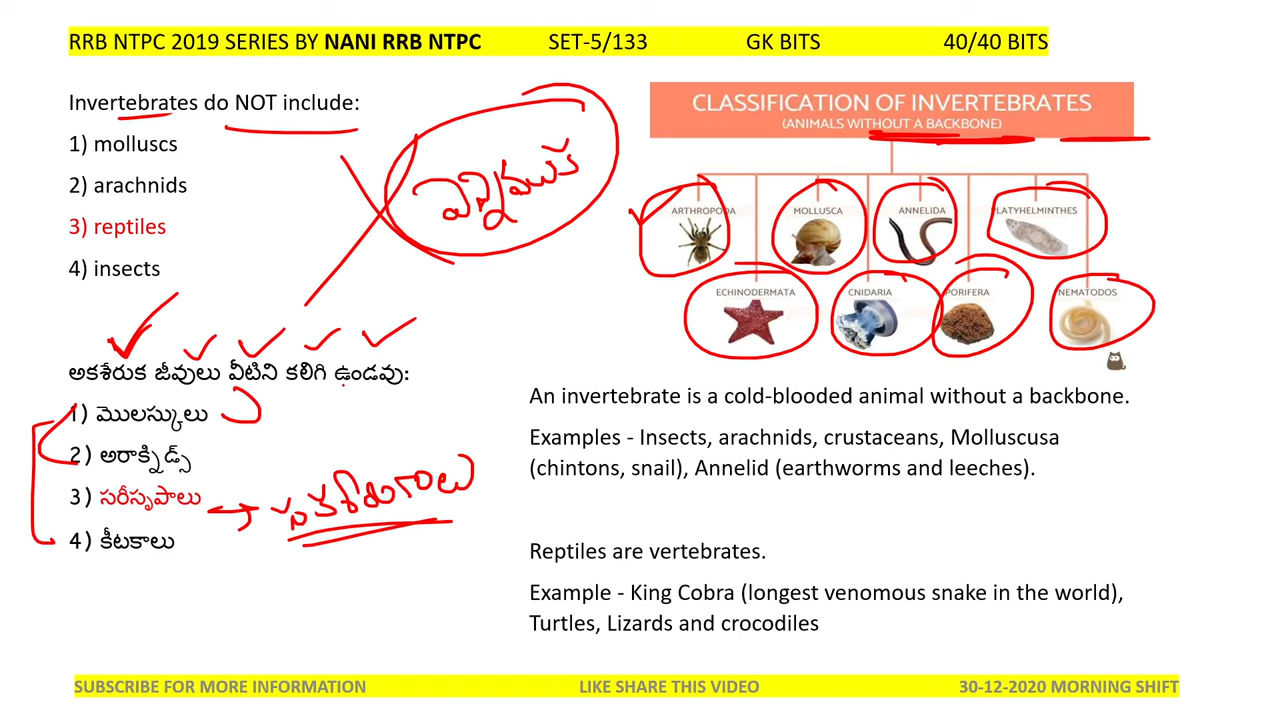 RRB NTPC 2019 SERIES BY NANI RRB NTPC SET-5/133 GK BITS 40/40 BITS
Invertebrates do NOT include:
1) molluscs
2) arachnids
3) reptiles
4) insects
అకశేరుక జీవులు వీటిని కలిగి ఉండవు:
1) మొలస్కులు
2) అరాక్నిడ్స్
3) సరీసృపాలు
4) కీటకాలు
CLASSIFICATION OF INVERTEBRATES
(ANIMALS WITHOUT A BACKBONE)
ARTHROPODA MOLLUSCA ANNELIDA PLATYHELMINTHES
ECHINODERMATA CNIDARIA PORIFERA NEMATODOS
An invertebrate is a cold-blooded animal without a backbone.
Examples - Insects, arachnids, crustaceans, Molluscusa
(chintons, snail), Annelid (earthworms and leeches).
Reptiles are vertebrates.
Example - King Cobra (longest venomous snake in the world),
Turtles, Lizards and crocodiles
SUBSCRIBE FOR MORE INFORMATION LIKE SHARE THIS VIDEO 30-12-2020 MORNING SHIFT